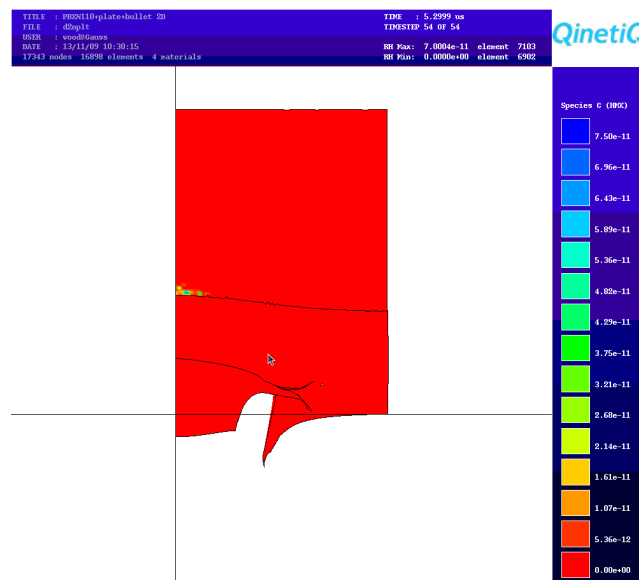 TITLE : PBXN110+plate+bullet 2D
FILE : d2nplt
USER : wood@Gauss
DATE : 13/11/09 10:30:15
17343 nodes 16898 elements 4 materials
TIME : 5.2999 us
TIMESTEP 54 OF 54
RH Max: 7.0004e-11 element 7103
RH Min: 0.0000e+00 element 6902
QinetiQ
Species C (HMX)
7.50e-11
6.96e-11
6.43e-11
5.89e-11
5.36e-11
4.82e-11
4.29e-11
3.75e-11
3.21e-11
2.68e-11
2.14e-11
1.61e-11
1.07e-11
5.36e-12
0.00e+00